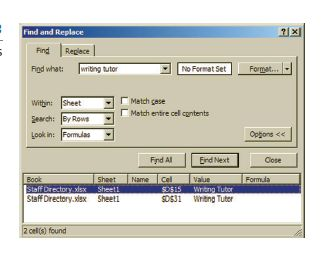 Find and Replace
Find Replace
Find what: writing tutor No Format Set Format...
Within: Sheet Match case
Match entire cell contents
Search: By Rows
Look in: Formulas Options <<
Find All Find Next Close
Book Sheet Name Cell Value Formula
Staff Directory.xlsx Sheet1 $D$15 Writing Tutor
Staff Directory.xlsx Sheet1 $D$31 Writing Tutor
2 cell(s) found